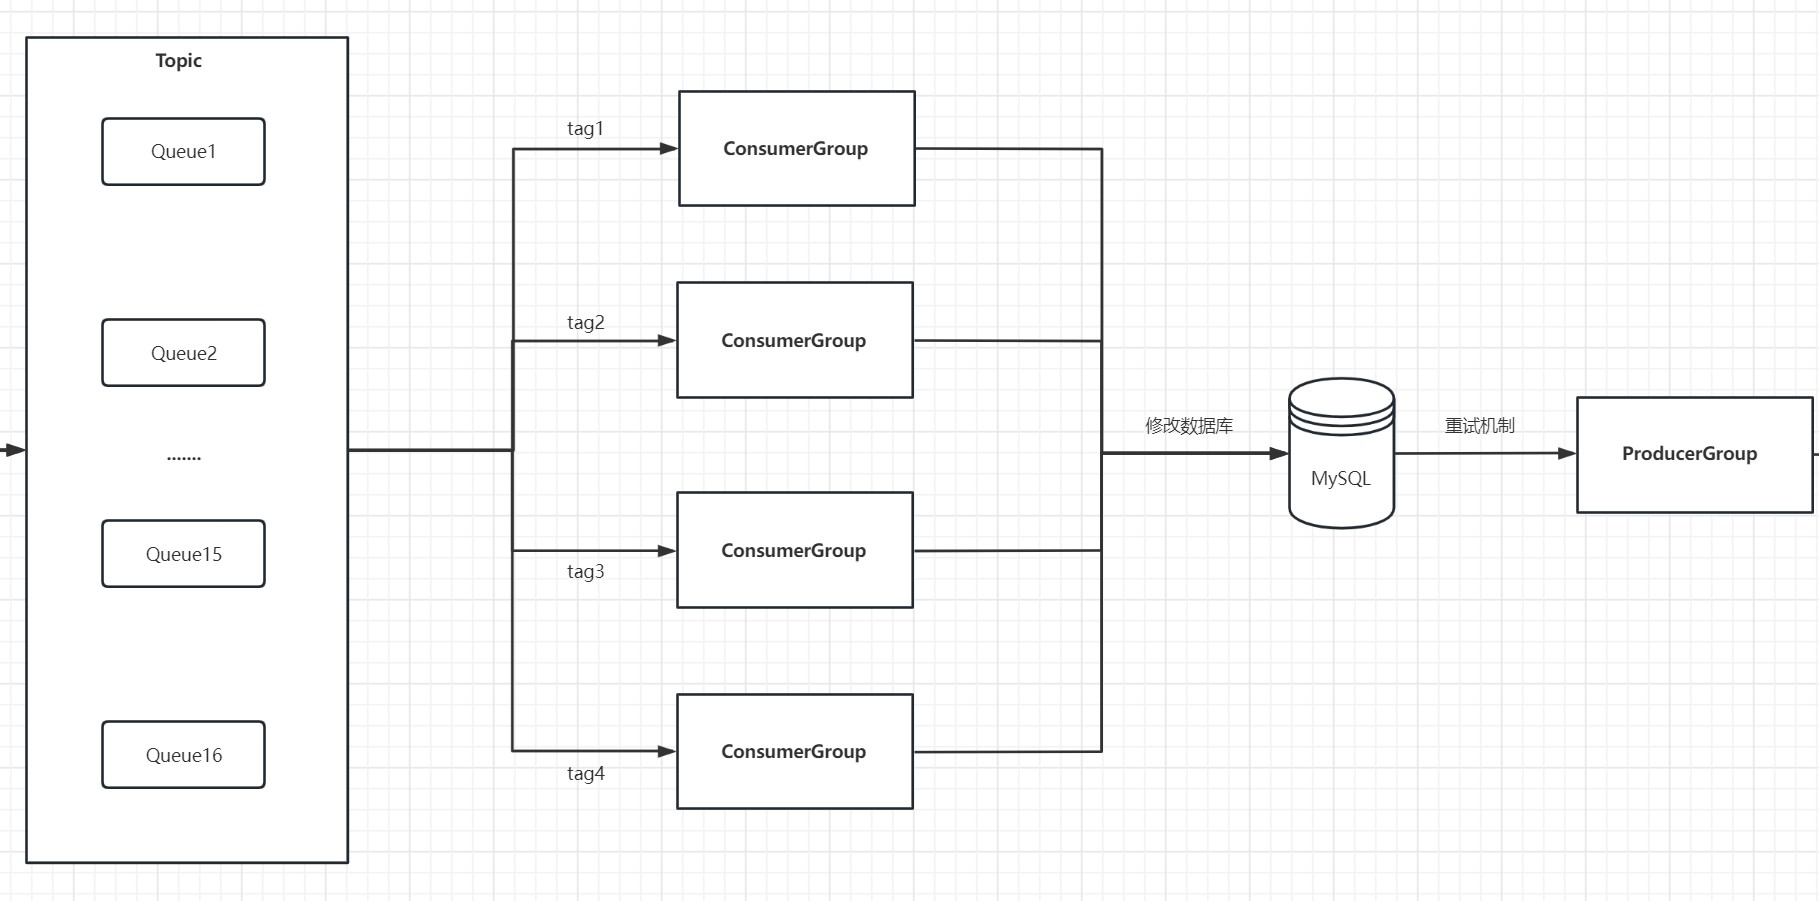 Topic
Queue1
Queue2
.......
Queue15
Queue16
tag1
tag2
tag3
tag4
ConsumerGroup
ConsumerGroup
ConsumerGroup
ConsumerGroup
修改数据库
MySQL
重试机制
ProducerGroup